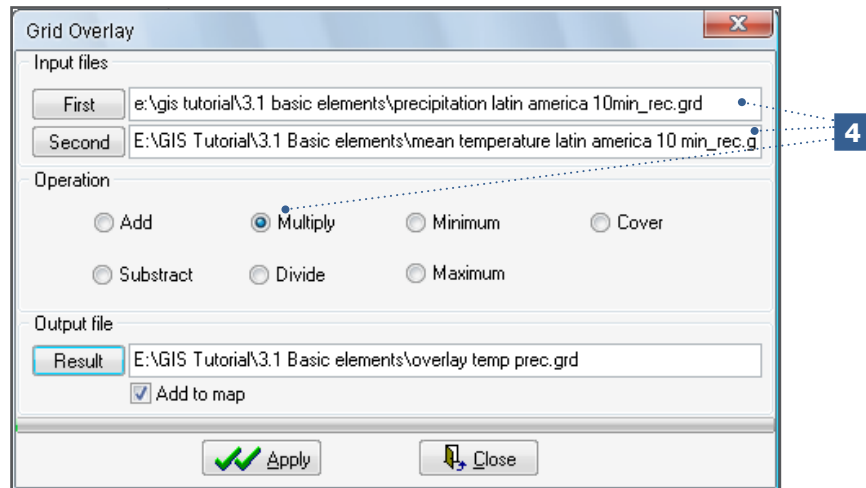 Grid Overlay
Input files
First e:\gis tutorial\3.1 basic elements\precipitation latin america 10min_rec.grd
Second E:\GIS Tutorial\3.1 Basic elements\mean temperature latin america 10 min_rec.g
4
Operation
Add Multiply Minimum Cover
Substract Divide Maximum
Output file
Result E:\GIS Tutorial\3.1 Basic elements\overlay temp prec.grd
Add to map
Apply Close